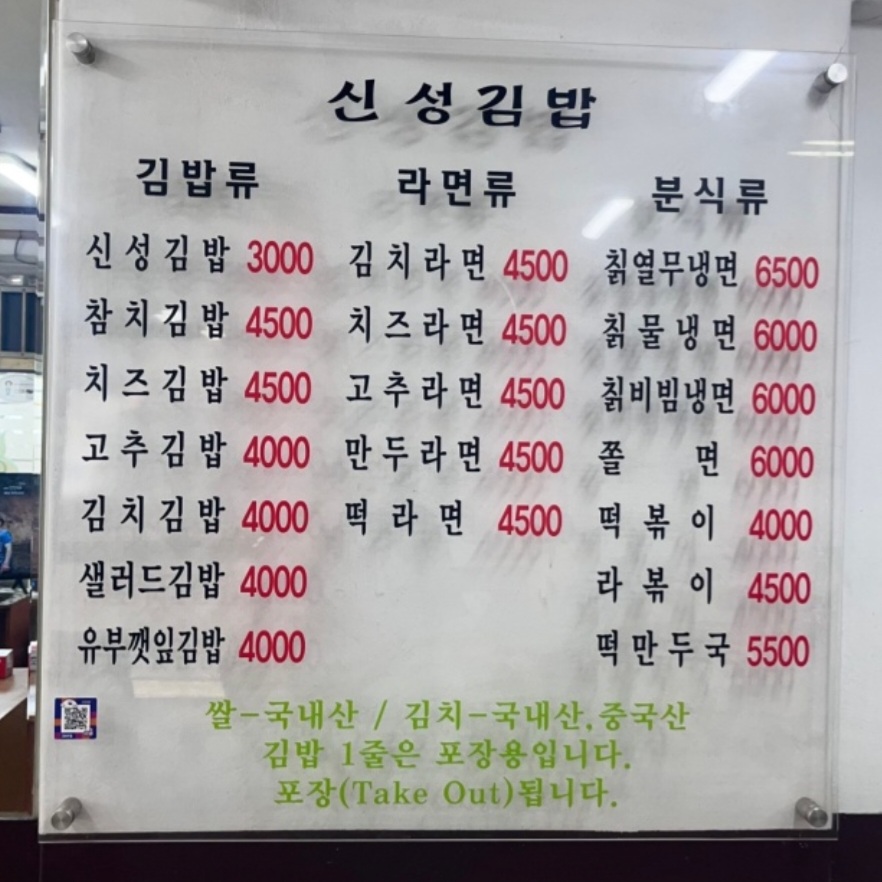 신성김밥
김밥류
신성김밥 3000
참치김밥 4500
치즈김밥 4500
고추김밥 4000
김치김밥 4000
샐러드김밥 4000
유부깻잎김밥 4000
라면류
김치라면 4500
치즈라면 4500
고추라면 4500
만두라면 4500
떡라면 4500
분식류
칡열무냉면 6500
칡물냉면 6000
칡비빔냉면 6000
쫄면 6000
떡볶이 4000
라볶이 4500
떡만두국 5500
쌀-국내산 / 김치-국내산,중국산
김밥 1줄은 포장용입니다.
포장(Take Out)됩니다.